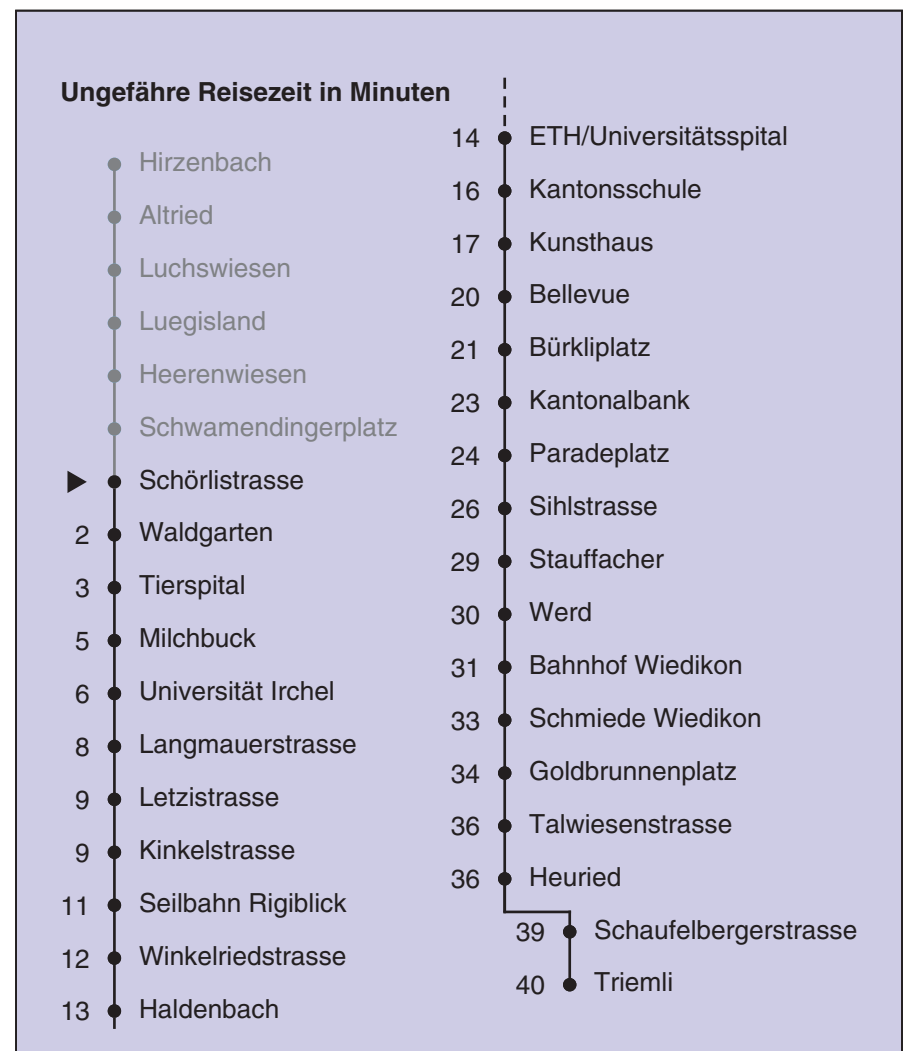 Ungefähre Reisezeit in Minuten
Hirzenbach
Altried
Luchswiesen
Luegisland
Heerenwiesen
Schwamendingerplatz
Schörlistrasse
2 Waldgarten
3 Tierspital
5 Milchbuck
6 Universität Irchel
8 Langmauerstrasse
9 Letzistrasse
9 Kinkelstrasse
11 Seilbahn Rigiblick
12 Winkelriedstrasse
13 Haldenbach
14 ETH/Universitätsspital
16 Kantonsschule
17 Kunsthaus
20 Bellevue
21 Bürkliplatz
23 Kantonalbank
24 Paradeplatz
26 Sihlstrasse
29 Stauffacher
30 Werd
31 Bahnhof Wiedikon
33 Schmiede Wiedikon
34 Goldbrunnenplatz
36 Talwiesenstrasse
36 Heuried
39 Schaufelbergerstrasse
40 Triemli